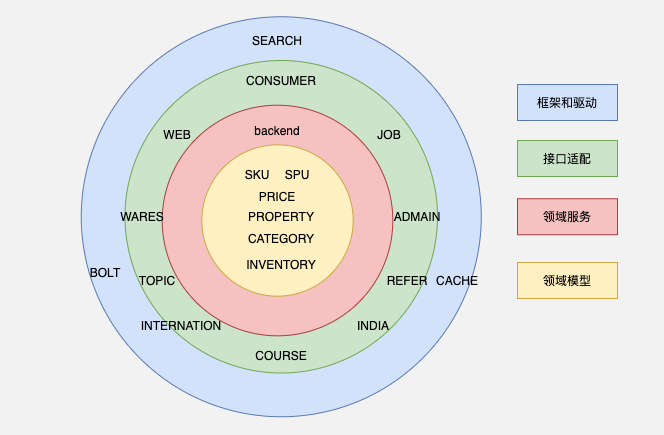 SEARCH
CONSUMER
WEB
backend
JOB
SKU SPU
PRICE
WARES
PROPERTY
ADMAIN
CATEGORY
INVENTORY
BOLT
TOPIC
REFER
CACHE
INTERNATION
INDIA
COURSE
框架和驱动
接口适配
领域服务
领域模型